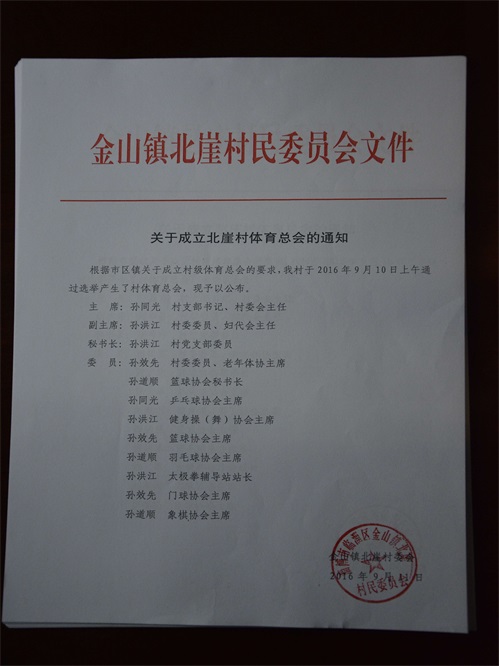 金山镇北崖村民委员会文件
关于成立北崖村体育总会的通知
根据市区镇关于成立村级体育总会的要求，我村于 2016 年 9 月 10 日上午通
过选举产生了村体育总会，现予以公布。
主 席：孙同光 村支部书记、村委会主任
副主席：孙洪江 村委委员、妇代会主任
秘书长：孙洪江 村党支部委员
委 员：孙效先 村委委员、老年体协主席
孙道顺 篮球协会秘书长
孙同光 乒乓球协会主席
孙洪江 健身操（舞）协会主席
孙效先 篮球协会主席
孙道顺 羽毛球协会主席
孙洪江 太极拳辅导站站长
孙效先 门球协会主席
孙道顺 象棋协会主席
金山镇北崖村委会
2016 年 9 月 11 日
村民委员会